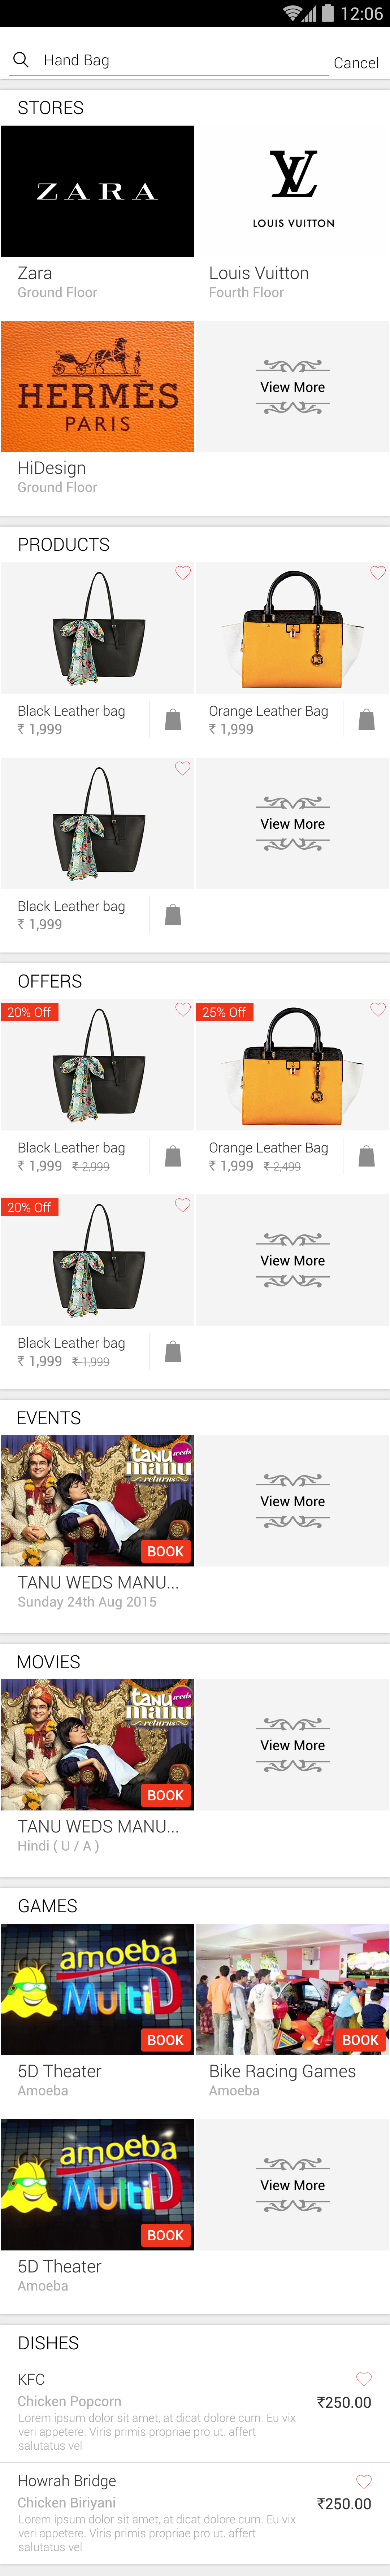 12:06
Hand Bag
Cancel
STORES
ZARA
LV
LOUIS VUITTON
Zara
Louis Vuitton
Ground Floor
Fourth Floor
HERMÈS
PARIS
View More
HiDesign
Ground Floor
PRODUCTS
Black Leather bag
₹ 1,999
Orange Leather Bag
₹ 1,999
View More
Black Leather bag
₹ 1,999
OFFERS
20% Off
25% Off
Black Leather bag
₹ 1,999 ₹ 2,999
Orange Leather Bag
₹ 1,999 ₹ 2,499
20% Off
View More
Black Leather bag
₹ 1,999 ₹ 1,999
EVENTS
tanu
weds
manu
returns
BOOK
View More
TANU WEDS MANU...
Sunday 24th Aug 2015
MOVIES
tanu
weds
manu
returns
BOOK
View More
TANU WEDS MANU...
Hindi ( U / A )
GAMES
amoeba
MultiD
BOOK
BOOK
5D Theater
Amoeba
Bike Racing Games
Amoeba
amoeba
MultiD
BOOK
View More
5D Theater
Amoeba
DISHES
KFC
Chicken Popcorn
₹250.00
Lorem ipsum dolor sit amet, at dicat dolore cum. Eu vix
veri appetere. Viris primis propriae pro ut. affert
salutatus vel
Howrah Bridge
Chicken Biriyani
₹250.00
Lorem ipsum dolor sit amet, at dicat dolore cum. Eu vix
veri appetere. Viris primis propriae pro ut. affert
salutatus vel